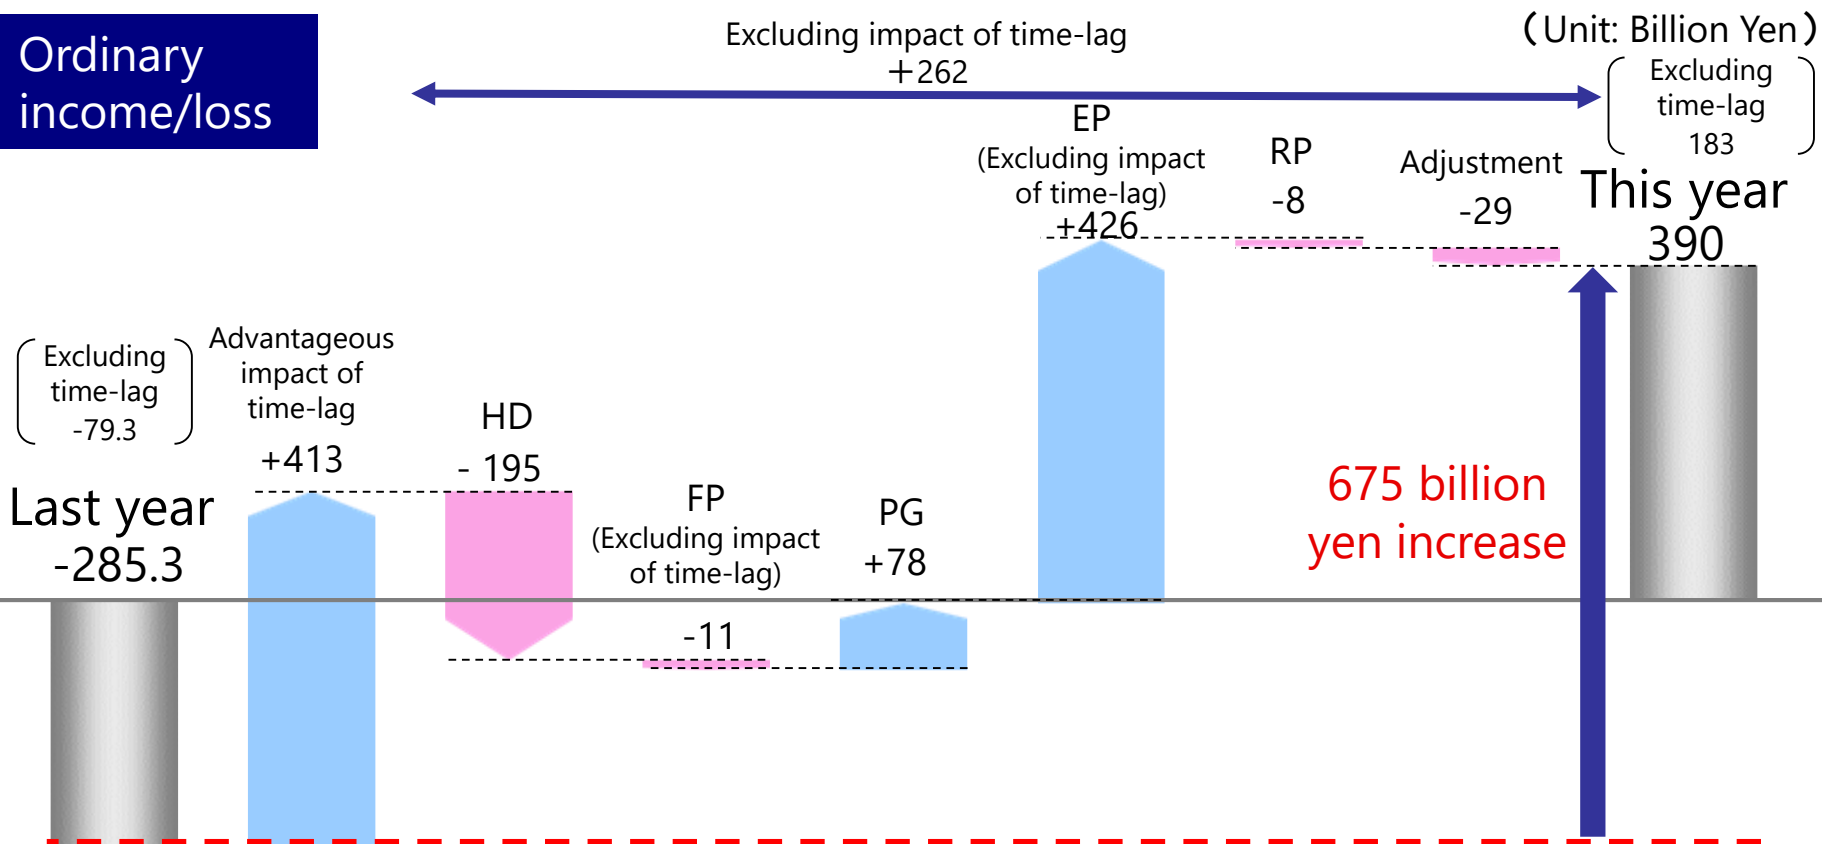 Ordinary
income/loss
Excluding impact of time-lag
+262
(Unit: Billion Yen)
Excluding
time-lag
183
This year
390
Excluding
time-lag
-79.3
Last year
-285.3
Advantageous
impact of
time-lag
+413
HD
- 195
FP
(Excluding impact
of time-lag)
-11
PG
+78
EP
(Excluding impact
of time-lag)
+426
RP
-8
Adjustment
-29
675 billion
yen increase